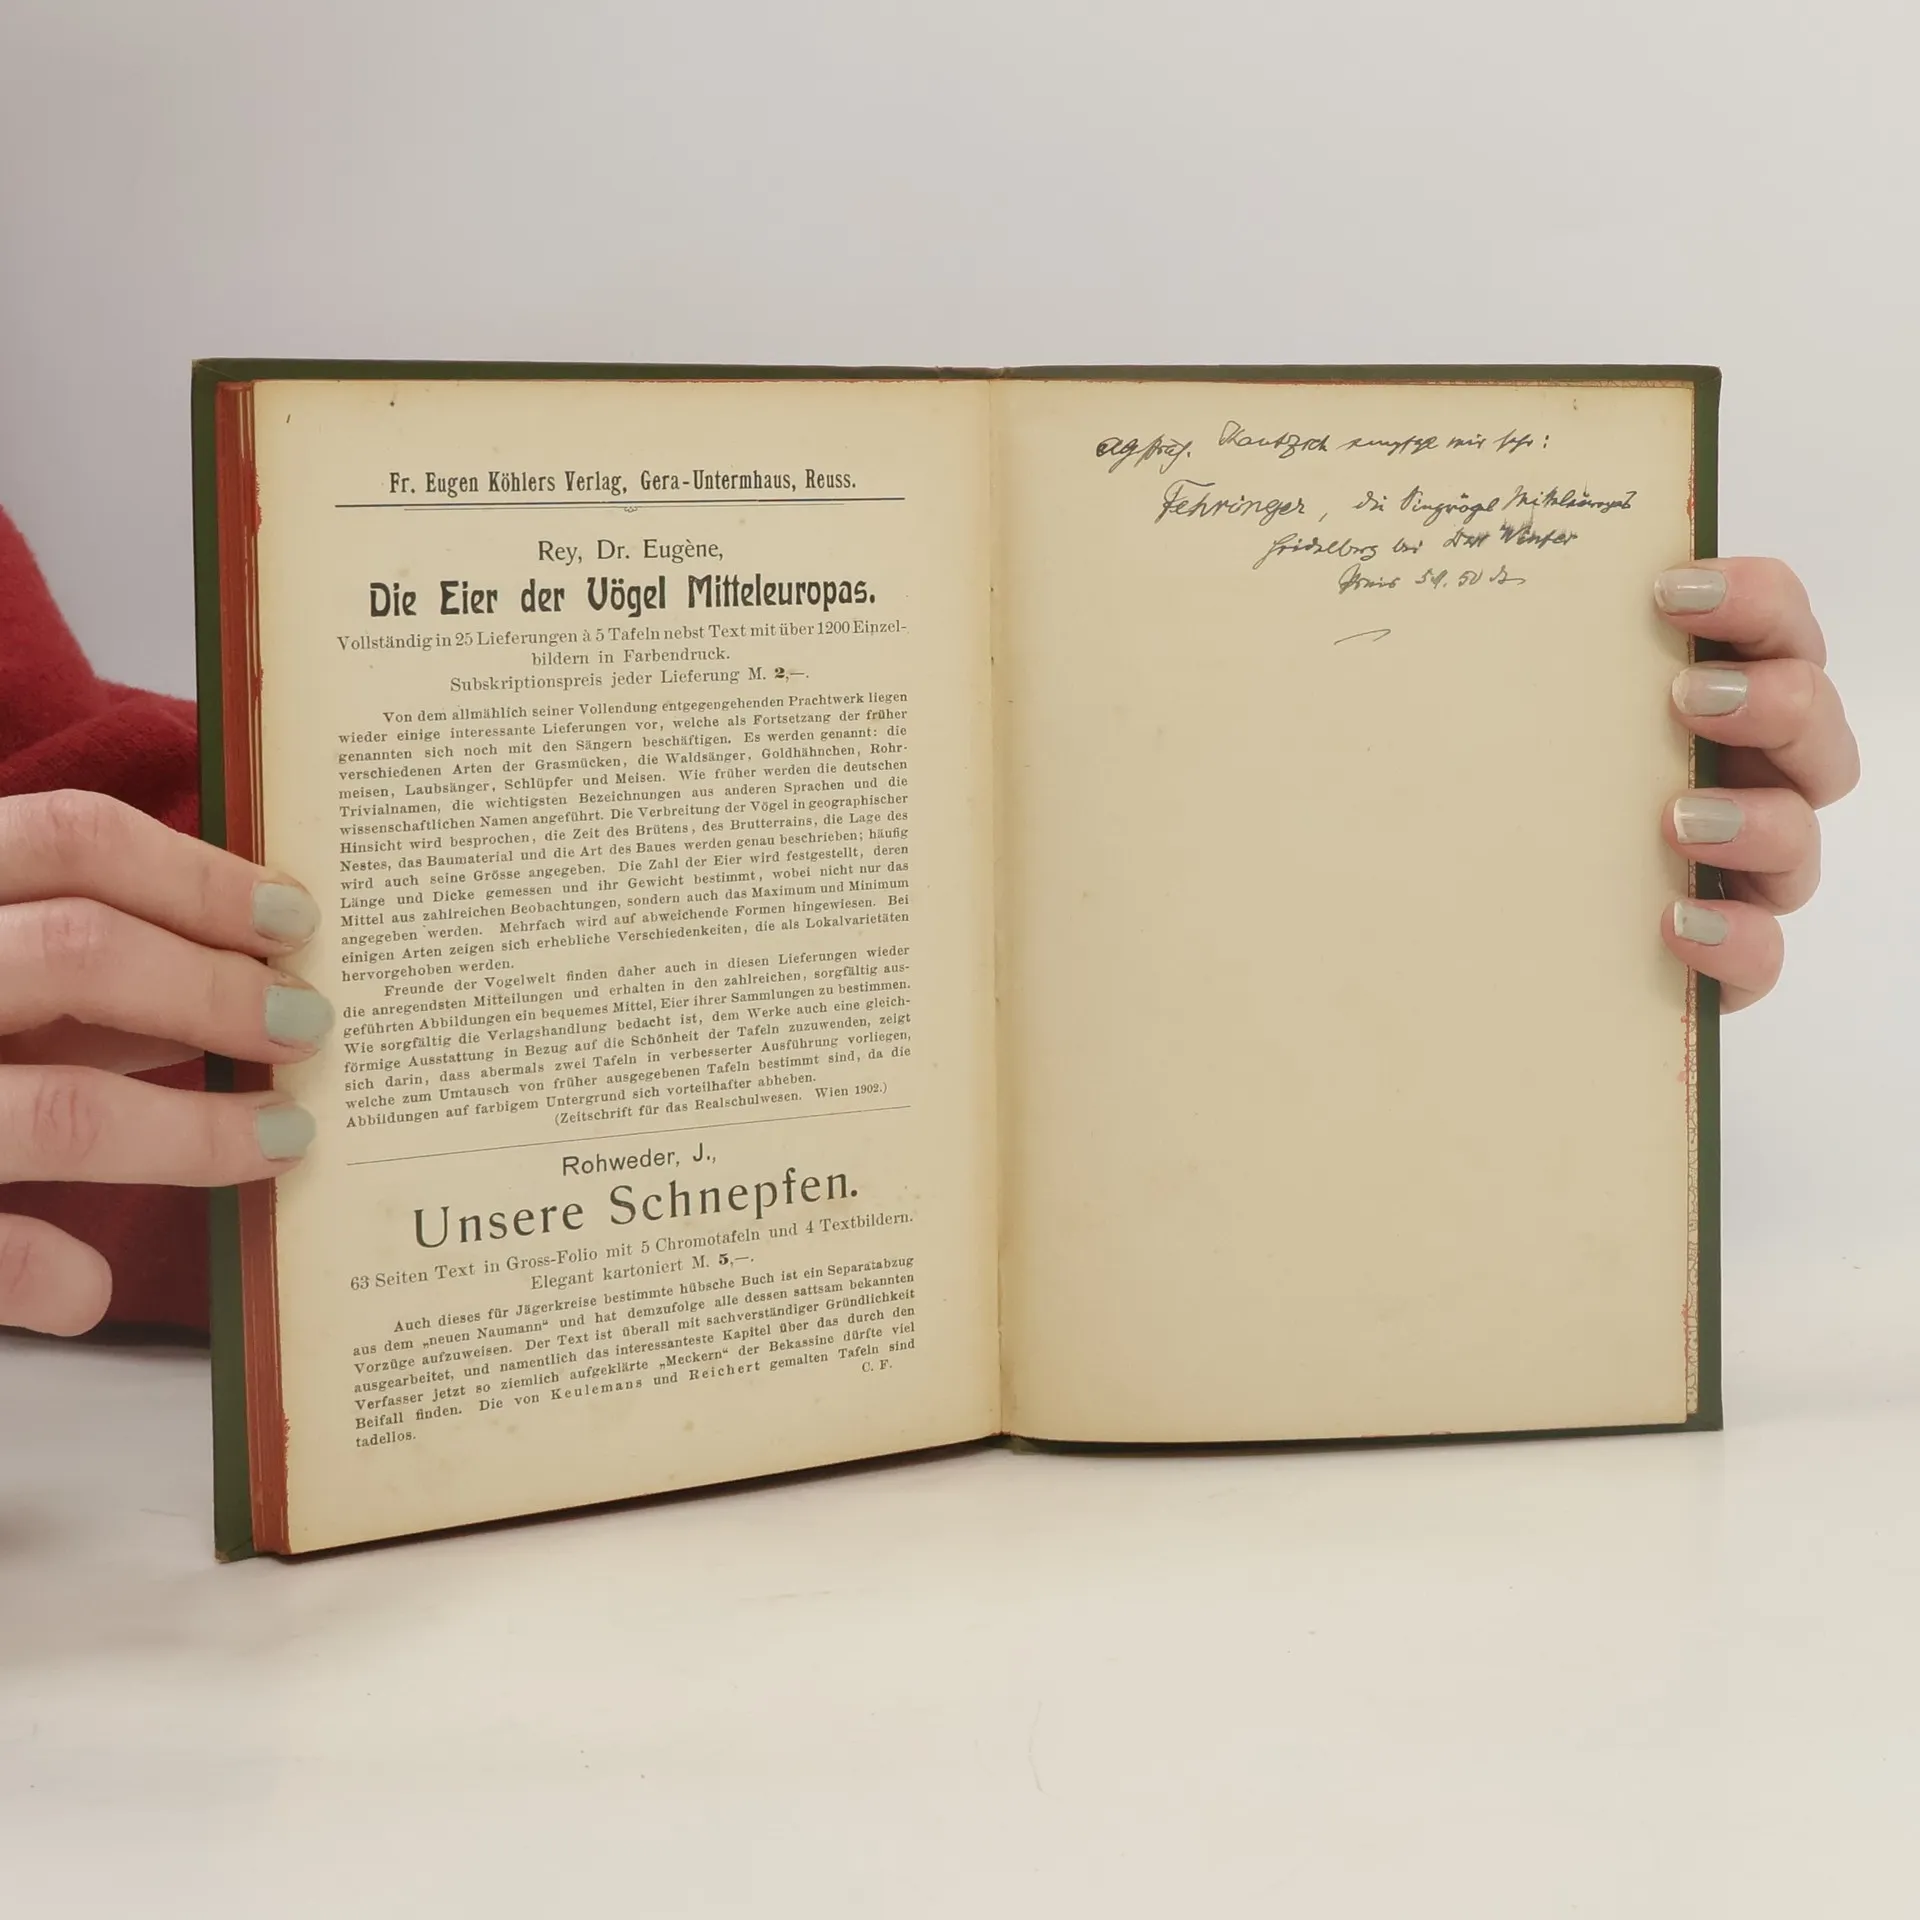 Fr. Eugen Köhlers Verlag, Gera-Untermhaus, Reuss.
Rey, Dr. Eugène,
Die Eier der Vögel Mitteleuropas.
Vollständig in 25 Lieferungen à 5 Tafeln nebst Text mit über 1200 Einzel-
bildern in Farbendruck.
Subskriptionspreis jeder Lieferung M. 2,—.
Von dem allmählich seiner Vollendung entgegengehenden Prachtwerk liegen
wieder einige interessante Lieferungen vor, welche als Fortsetzang der früher
genannten sich noch mit den Sängern beschäftigen. Es werden genannt: die
verschiedenen Arten der Grasmücken, die Waldsänger, Goldhähnchen, Rohr-
meisen, Laubsänger, Schlüpfer und Meisen. Wie früher werden die deutschen
Trivialnamen, die wichtigsten Bezeichnungen aus anderen Sprachen und die
wissenschaftlichen Namen angeführt. Die Verbreitung der Vögel in geographischer
Hinsicht wird besprochen, die Zeit des Brütens, des Brutterrains, die Lage des
Nestes, das Baumaterial und die Art des Baues werden genau beschrieben; häufig
wird auch seine Grösse angegeben. Die Zahl der Eier wird festgestellt, deren
Länge und Dicke gemessen und ihr Gewicht bestimmt, wobei nicht nur das
Mittel aus zahlreichen Beobachtungen, sondern auch das Maximum und Minimum
angegeben werden. Mehrfach wird auf abweichende Formen hingewiesen. Bei
einigen Arten zeigen sich erhebliche Verschiedenkeiten, die als Lokalvarietäten
hervorgehoben werden.
Freunde der Vogelwelt finden daher auch in diesen Lieferungen wieder
die anregendsten Mitteilungen und erhalten in den zahlreichen, sorgfältig aus-
geführten Abbildungen ein bequemes Mittel, Eier ihrer Sammlungen zu bestimmen.
Wie sorgfältig die Verlagshandlung bedacht ist, dem Werke auch eine gleich-
förmige Ausstattung in Bezug auf die Schönheit der Tafeln zuzuwenden, zeigt
sich darin, dass abermals zwei Tafeln in verbesserter Ausführung vorliegen,
welche zum Umtausch von früher ausgegebenen Tafeln bestimmt sind, da die
Abbildungen auf farbigem Untergrund sich vorteilhafter abheben.
(Zeitschrift für das Realschulwesen. Wien 1902.)
Rohweder, J.,
Unsere Schnepfen.
63 Seiten Text in Gross-Folio mit 5 Chromotafeln und 4 Textbildern.
Elegant kartoniert M. 5,—.
Auch dieses für Jägerkreise bestimmte hübsche Buch ist ein Separatabzug
aus dem „neuen Naumann" und hat demzufolge alle dessen sattsam bekannten
Vorzüge aufzuweisen. Der Text ist überall mit sachverständiger Gründlichkeit
ausgearbeitet, und namentlich das interessanteste Kapitel über das durch den
Verfasser jetzt so ziemlich aufgeklärte „Meckern" der Bekassine dürfte viel
Beifall finden. Die von Keulemans und Reichert gemalten Tafeln sind
tadellos.
C. F.
mir sehr:
Fehringer, die Singvögel Mitteleuropas
Heidelberg bei Winter
Preis 5 M. 50